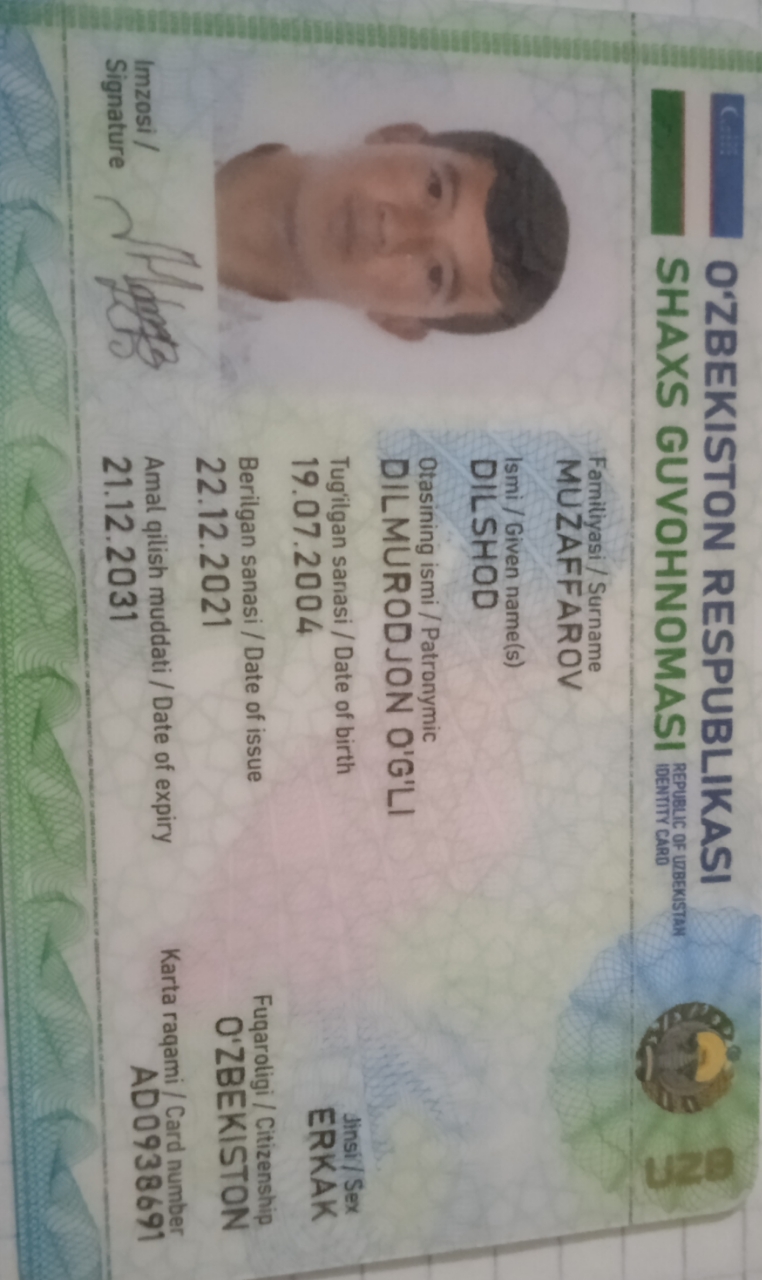 O'ZBEKISTON RESPUBLIKASI
SHAXS GUVOHNOMASI
REPUBLIC OF UZBEKISTAN
IDENTITY CARD
UZB
Familiyasi / Surname
MUZAFFAROV
Ismi / Given name(s)
DILSHOD
Otasining ismi / Patronymic
DILMURODJON O'G'LI
Tug'ilgan sanasi / Date of birth
19.07.2004
Jinsi / Sex
ERKAK
Berilgan sanasi / Date of issue
22.12.2021
Fuqaroligi / Citizenship
O'ZBEKISTON
Amal qilish muddati / Date of expiry
21.12.2031
Karta raqami / Card number
AD0938691
Imzosi /
Signature